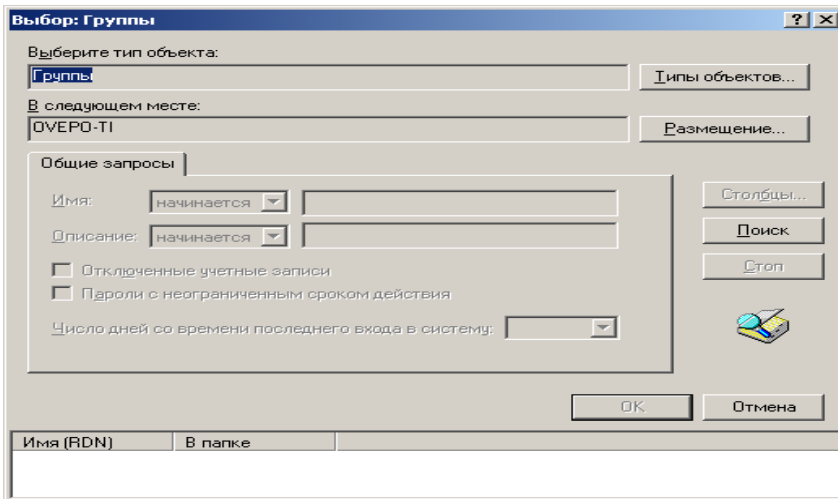 Выбор: Группы
Выберите тип объекта:
Группы
Типы объектов...
В следующем месте:
OVEPO-TI
Размещение...
Общие запросы
Имя: начинается
Описание: начинается
Отключенные учетные записи
Пароли с неограниченным сроком действия
Число дней со времени последнего входа в систему:
Столбцы...
Поиск
Стоп
OK
Отмена
Имя (RDN) В папке